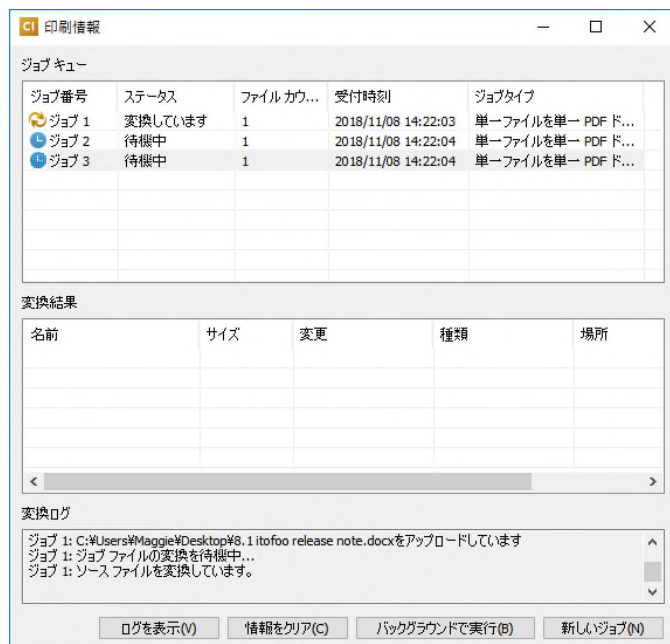 CI 印刷情報
ジョブ キュー
ジョブ番号 ステータス ファイル カウ... 受付時刻 ジョブタイプ
ジョブ 1 変換しています 1 2018/11/08 14:22:03 単一ファイルを単一 PDF ド...
ジョブ 2 待機中 1 2018/11/08 14:22:04 単一ファイルを単一 PDF ド...
ジョブ 3 待機中 1 2018/11/08 14:22:04 単一ファイルを単一 PDF ド...
変換結果
名前 サイズ 変更 種類 場所
変換ログ
ジョブ 1: C:¥Users¥Maggie¥Desktop¥8.1 itofoo release note.docxをアップロードしています
ジョブ 1: ジョブ ファイルの変換を待機中...
ジョブ 1: ソース ファイルを変換しています。
ログを表示(V) 情報をクリア(C) バックグラウンドで実行(B) 新しいジョブ(N)